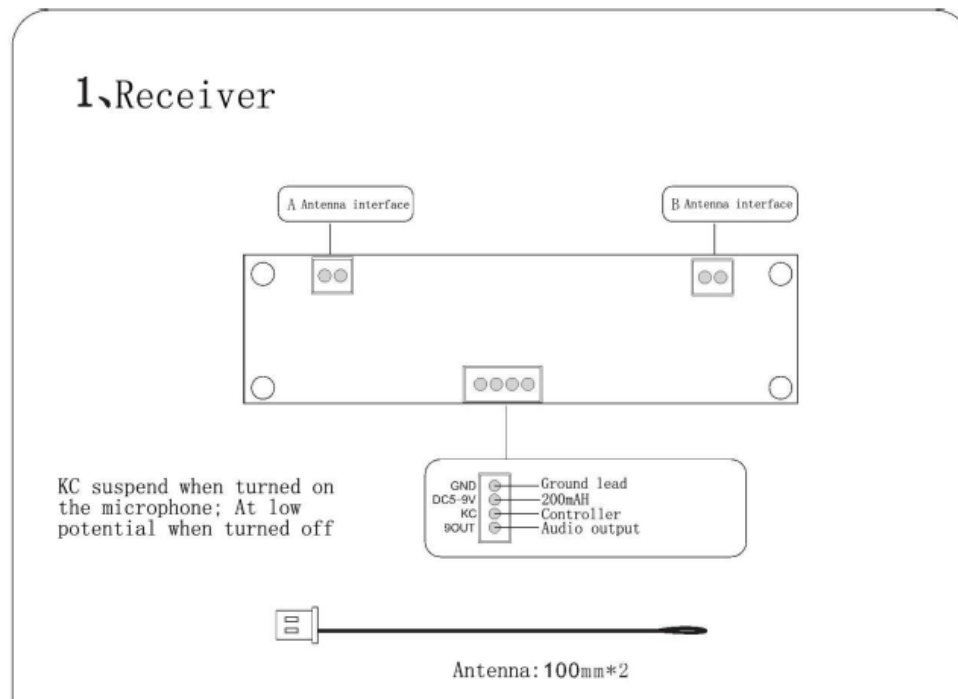 1、Receiver
A Antenna interface
B Antenna interface
GND Ground lead
DC5-9V 200mAH
KC Controller
9OUT Audio output
KC suspend when turned on
the microphone; At low
potential when turned off
Antenna:100mm*2